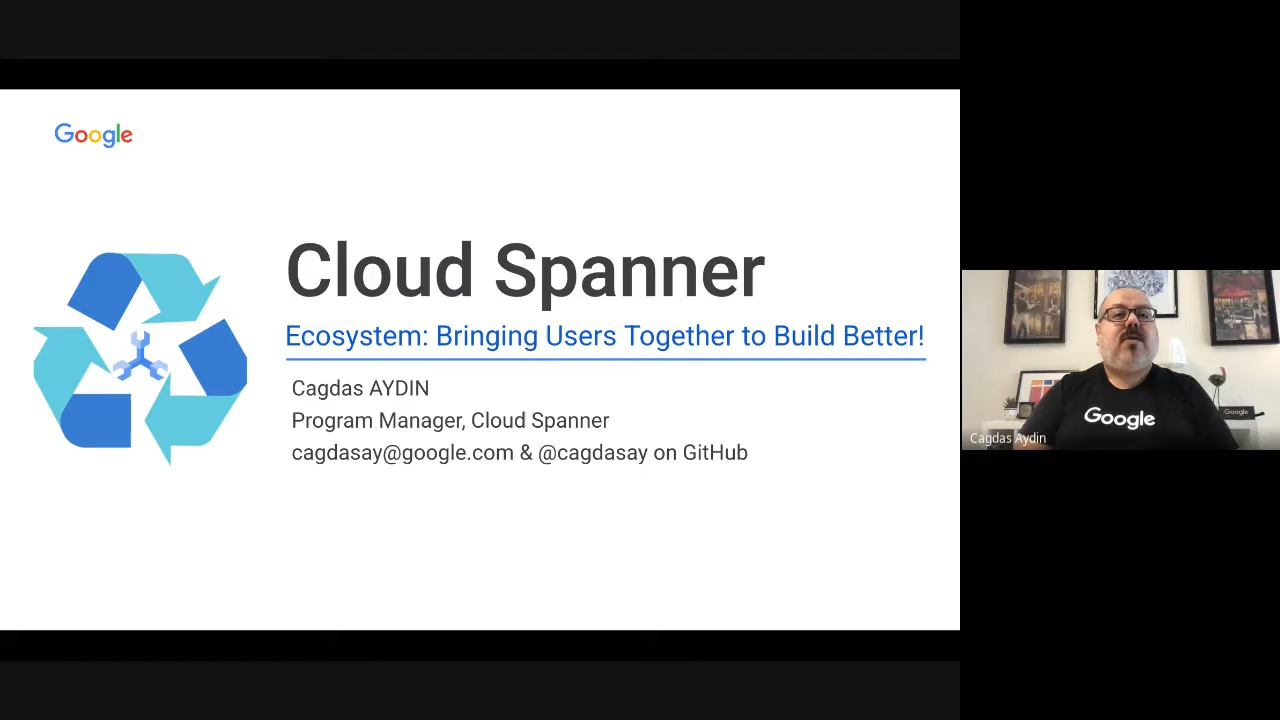 Google
Cloud Spanner
Ecosystem: Bringing Users Together to Build Better!
Cagdas AYDIN
Program Manager, Cloud Spanner
cagdasay@google.com & @cagdasay on GitHub
Google
Google
Cagdas Aydin